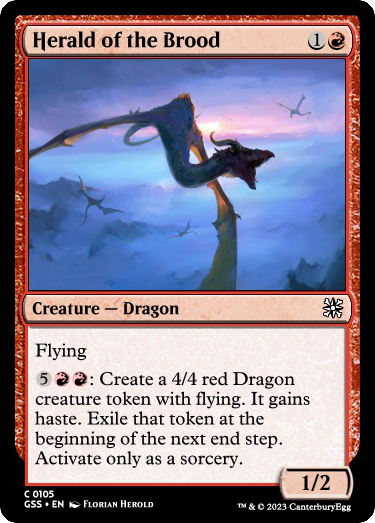 Herald of the Brood 1
Creature — Dragon
Flying
5: Create a 4/4 red Dragon
creature token with flying. It gains
haste. Exile that token at the
beginning of the next end step.
Activate only as a sorcery.
1/2
C 0105
GSS • EN Florian Herold
™ & © 2023 CanterburyEgg